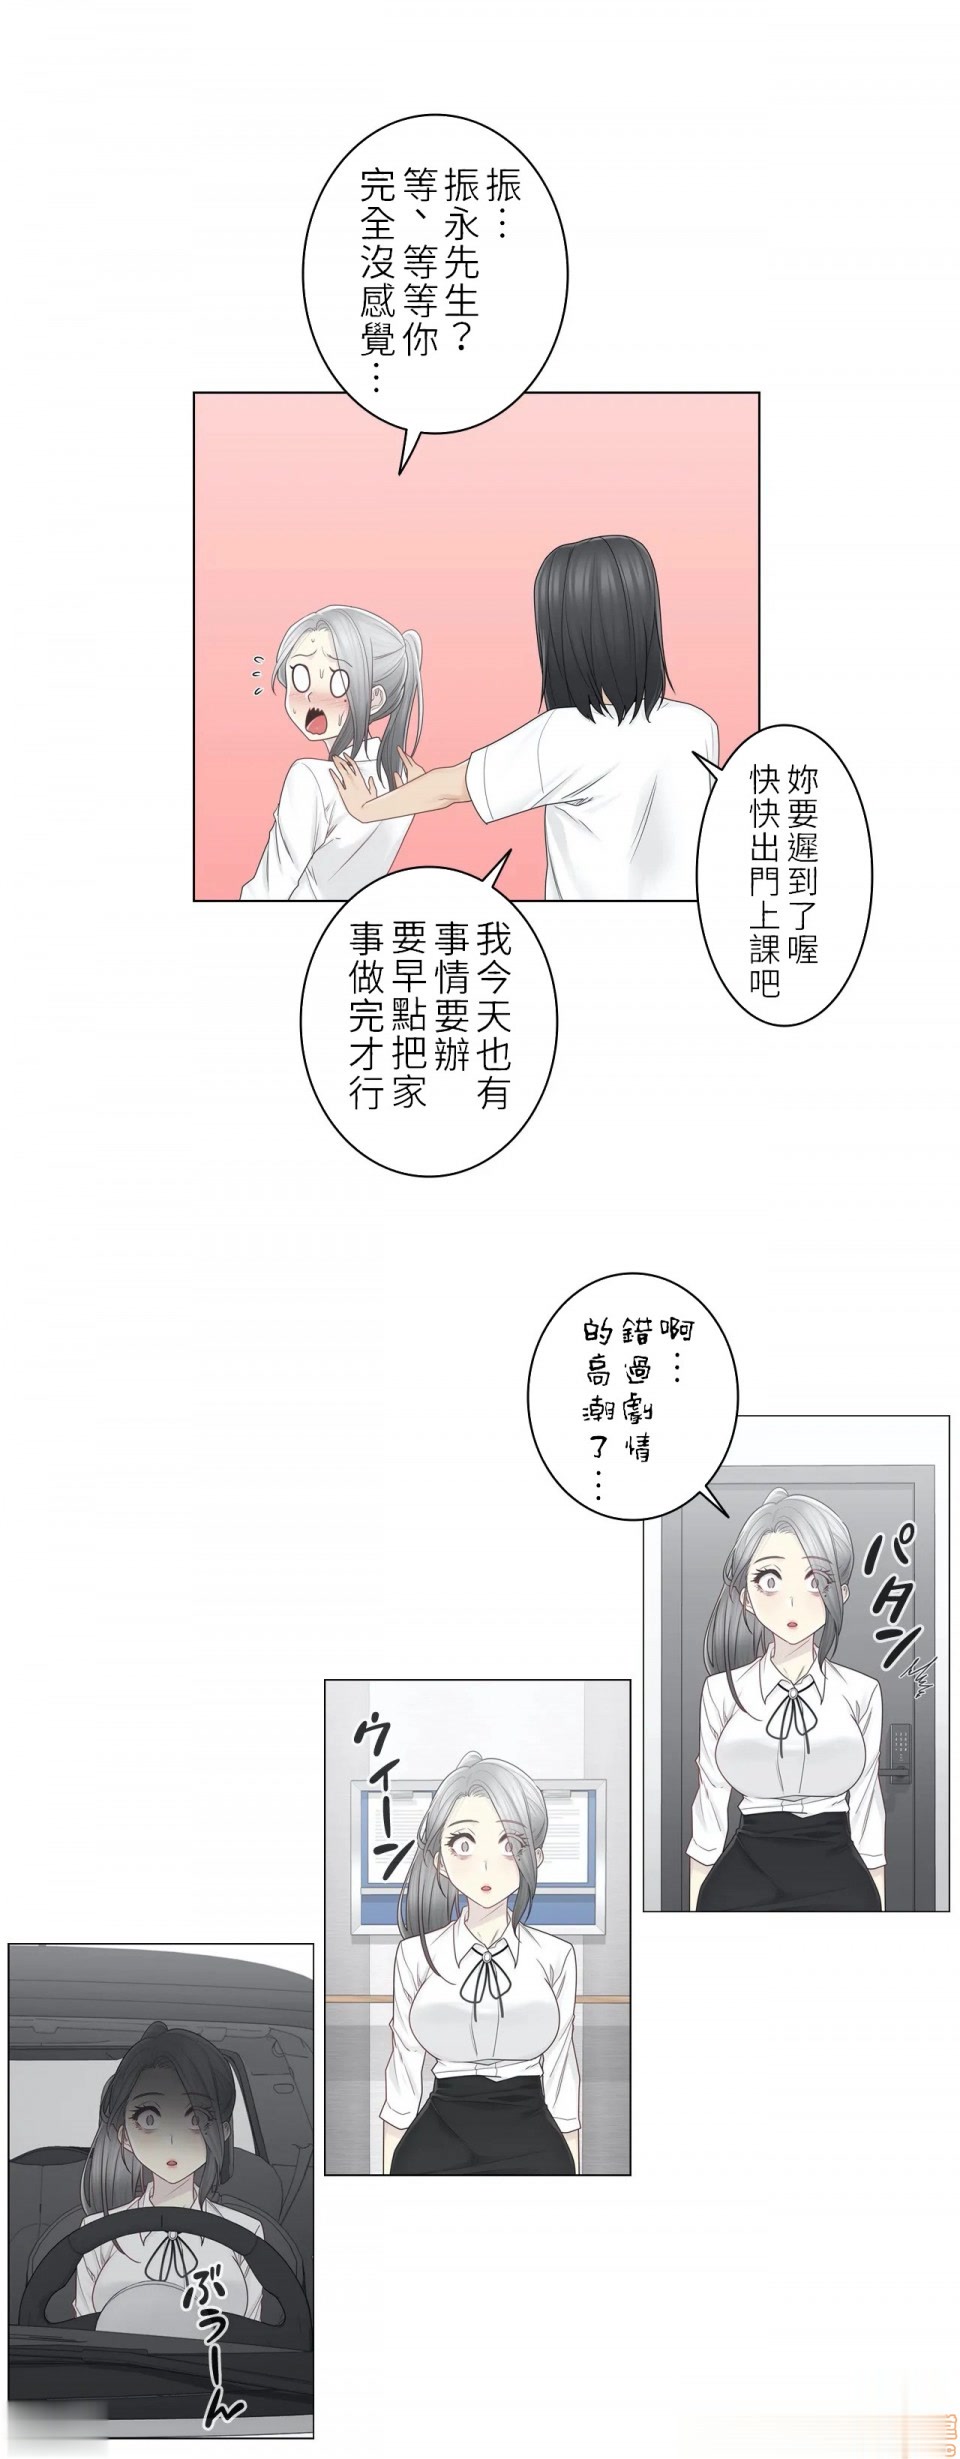 振…
振永先生？
等、等等你
完全沒感覺…
妳要遲到了喔
快快出門上課吧
我今天也有
事情要辦
要早點把家
事做完才行
啊…
錯過劇情
的高潮了…
パタン
ウィーン
ぶうーん